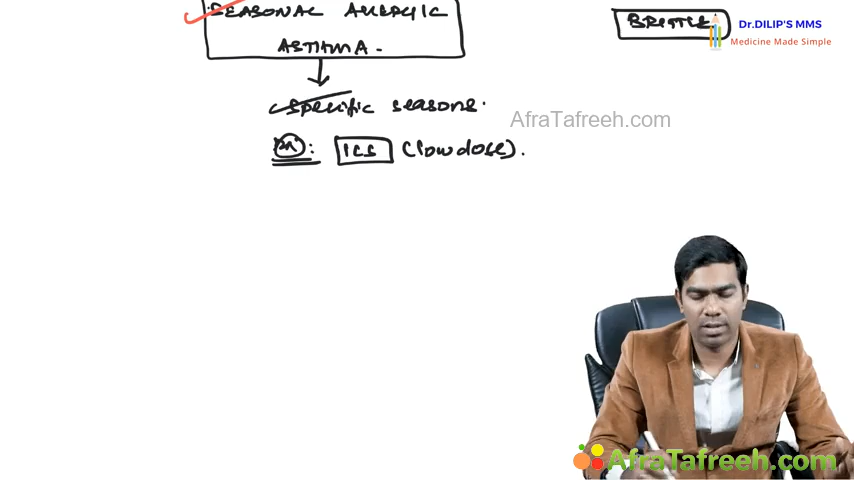 SEASONAL ALLERGIC
ASTHMA.
BRITTLE
Dr.DILIP'S MMS
Medicine Made Simple
specific seasons.
AfraTafreeh.com
Rx: ICS (low dose).
AfraTafreeh.com